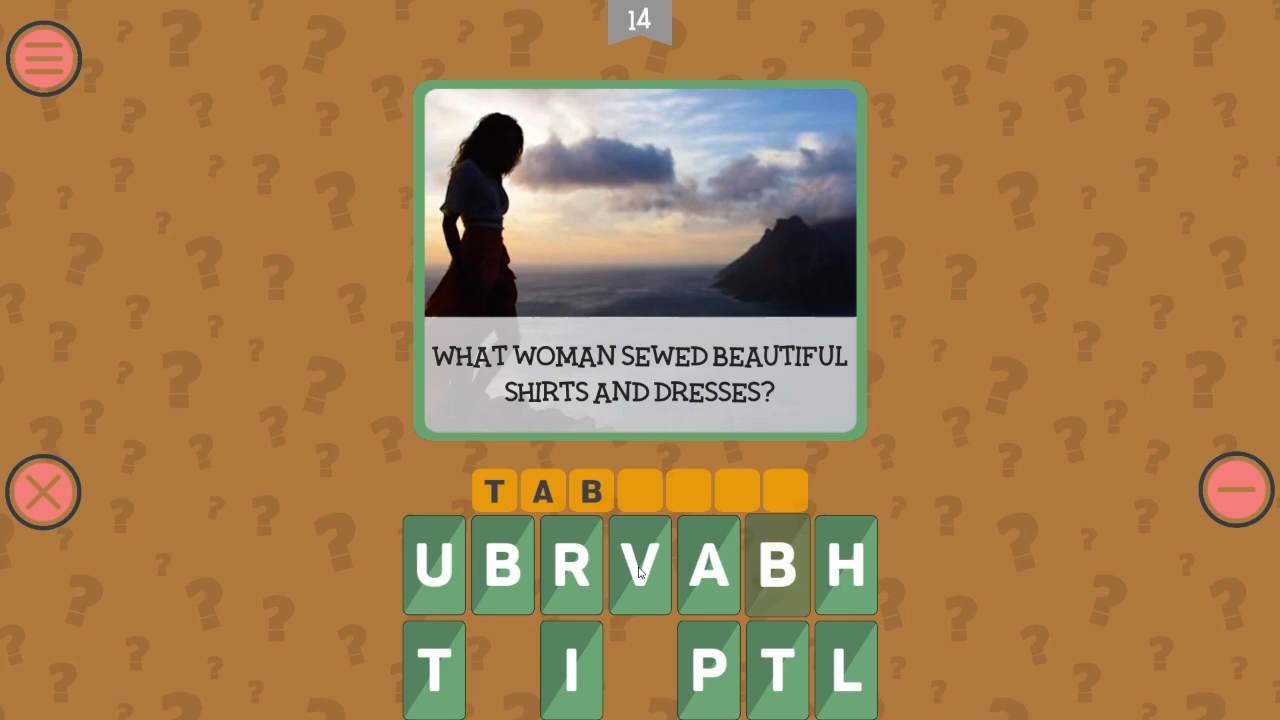 14
WHAT WOMAN SEWED BEAUTIFUL
SHIRTS AND DRESSES?
T A B
U B R V A B H
T I P T L